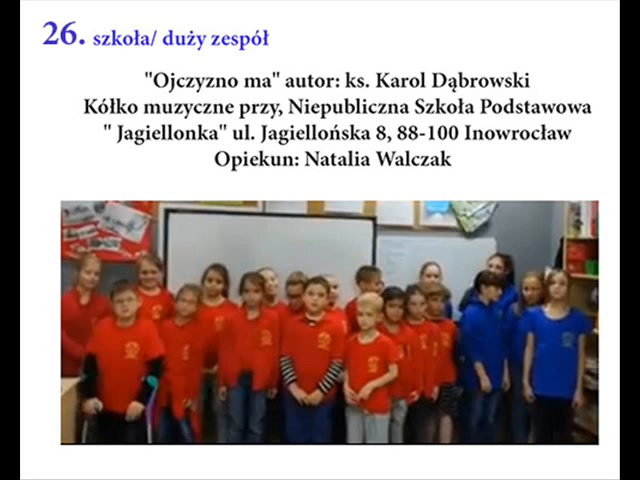 26. szkoła/ duży zespół
"Ojczyzno ma" autor: ks. Karol Dąbrowski
Kółko muzyczne przy, Niepubliczna Szkoła Podstawowa
" Jagiellonka" ul. Jagiellońska 8, 88-100 Inowrocław
Opiekun: Natalia Walczak